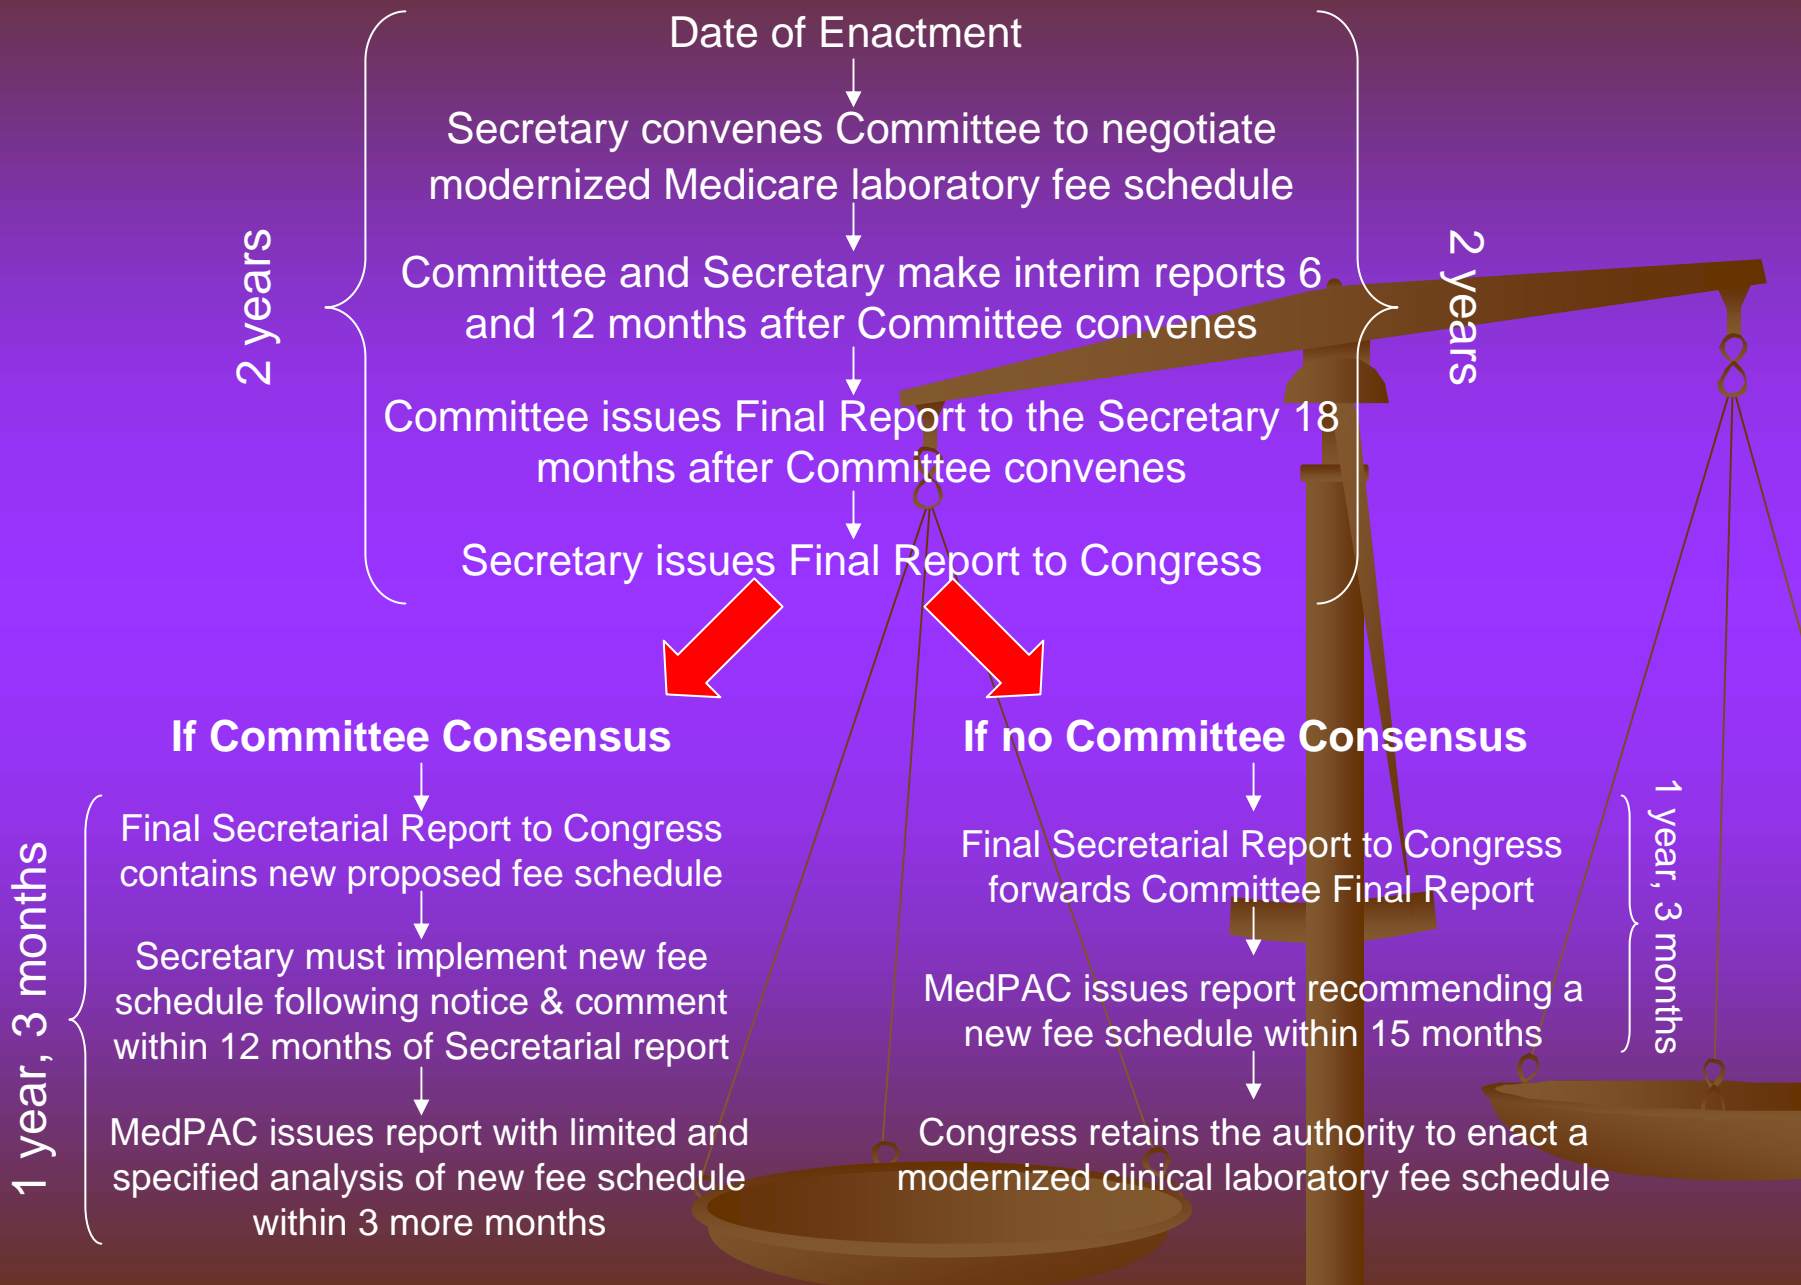 Date of Enactment
Secretary convenes Committee to negotiate
modernized Medicare laboratory fee schedule
Committee and Secretary make interim reports 6
and 12 months after Committee convenes
Committee issues Final Report to the Secretary 18
months after Committee convenes
Secretary issues Final Report to Congress
2 years
2 years
If Committee Consensus
Final Secretarial Report to Congress
contains new proposed fee schedule
Secretary must implement new fee
schedule following notice & comment
within 12 months of Secretarial report
MedPAC issues report with limited and
specified analysis of new fee schedule
within 3 more months
1 year, 3 months
If no Committee Consensus
Final Secretarial Report to Congress
forwards Committee Final Report
MedPAC issues report recommending a
new fee schedule within 15 months
Congress retains the authority to enact a
modernized clinical laboratory fee schedule
1 year, 3 months